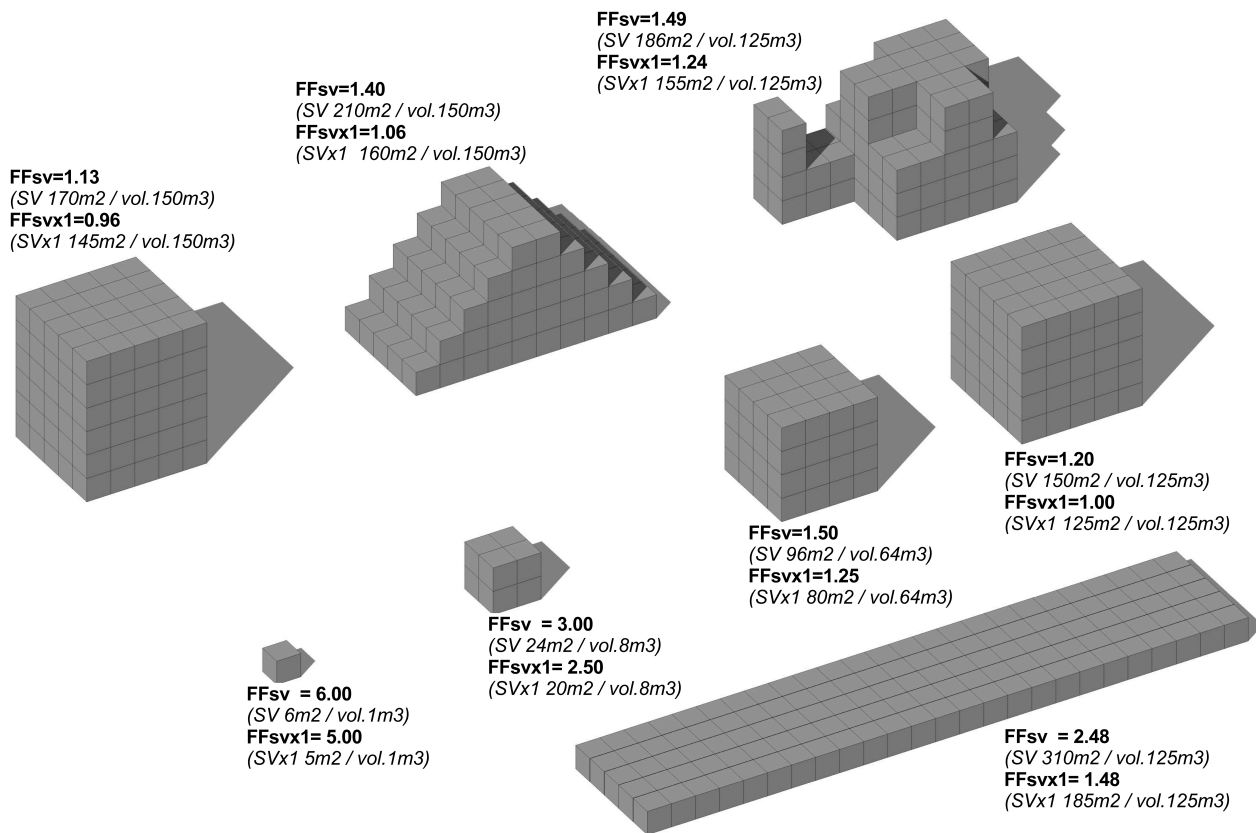 FFsv=1.49
(SV 186m2 / vol.125m3)
FFsvx1=1.24
(SVx1 155m2 / vol.125m3)
FFsv=1.40
(SV 210m2 / vol.150m3)
FFsvx1=1.06
(SVx1 160m2 / vol.150m3)
FFsv=1.13
(SV 170m2 / vol.150m3)
FFsvx1=0.96
(SVx1 145m2 / vol.150m3)
FFsv=1.20
(SV 150m2 / vol.125m3)
FFsvx1=1.00
(SVx1 125m2 / vol.125m3)
FFsv=1.50
(SV 96m2 / vol.64m3)
FFsvx1=1.25
(SVx1 80m2 / vol.64m3)
FFsv = 3.00
(SV 24m2 / vol.8m3)
FFsvx1= 2.50
(SVx1 20m2 / vol.8m3)
FFsv = 6.00
(SV 6m2 / vol.1m3)
FFsvx1= 5.00
(SVx1 5m2 / vol.1m3)
FFsv = 2.48
(SV 310m2 / vol.125m3)
FFsvx1= 1.48
(SVx1 185m2 / vol.125m3)